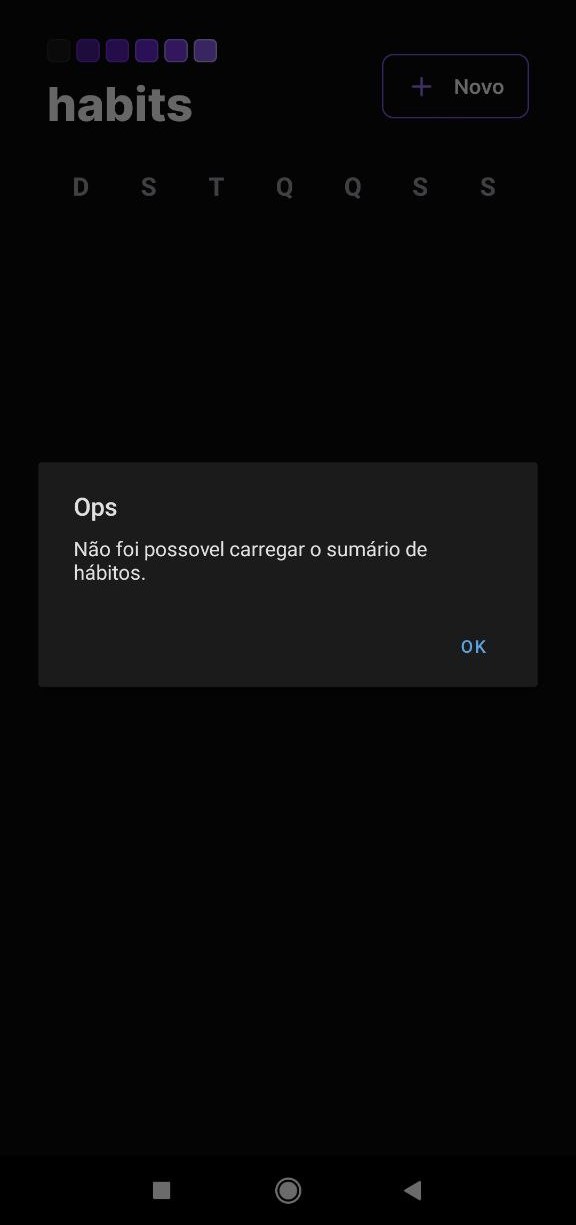 habits
Novo
D S T Q Q S S
Ops
Não foi possovel carregar o sumário de
hábitos.
OK